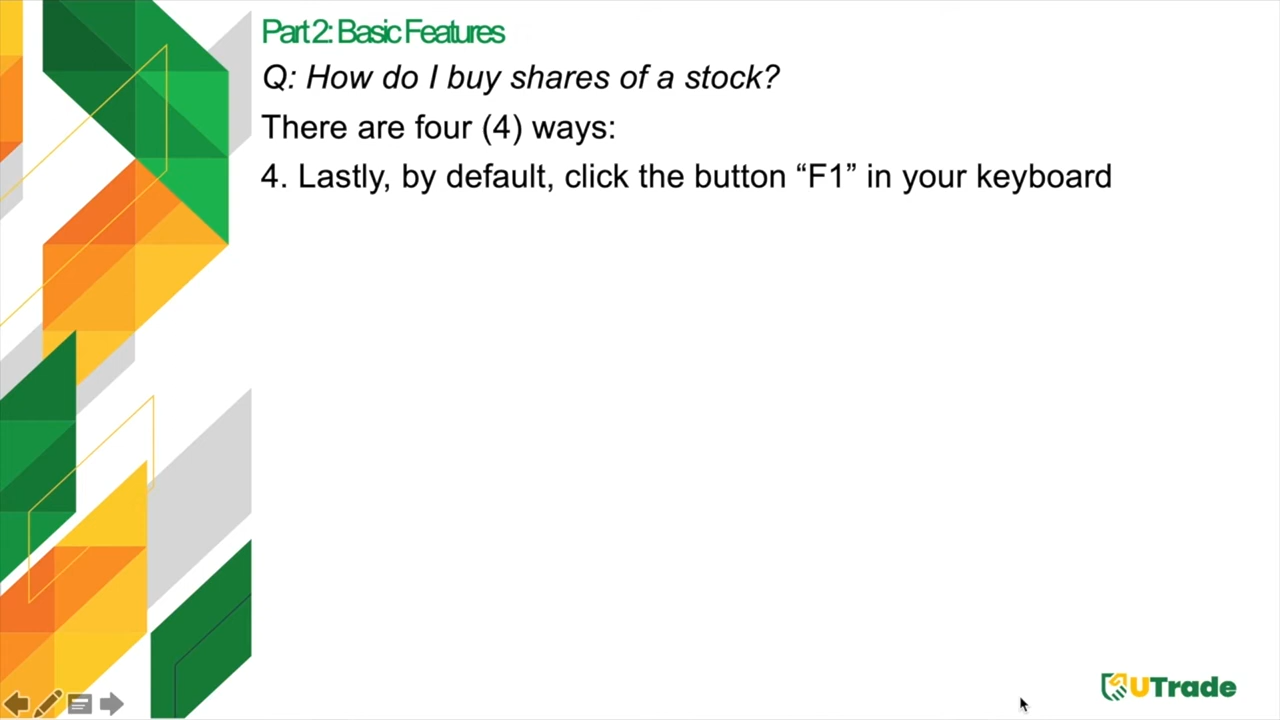 Part 2: Basic Features
Q: How do I buy shares of a stock?
There are four (4) ways:
4. Lastly, by default, click the button “F1” in your keyboard
UTrade